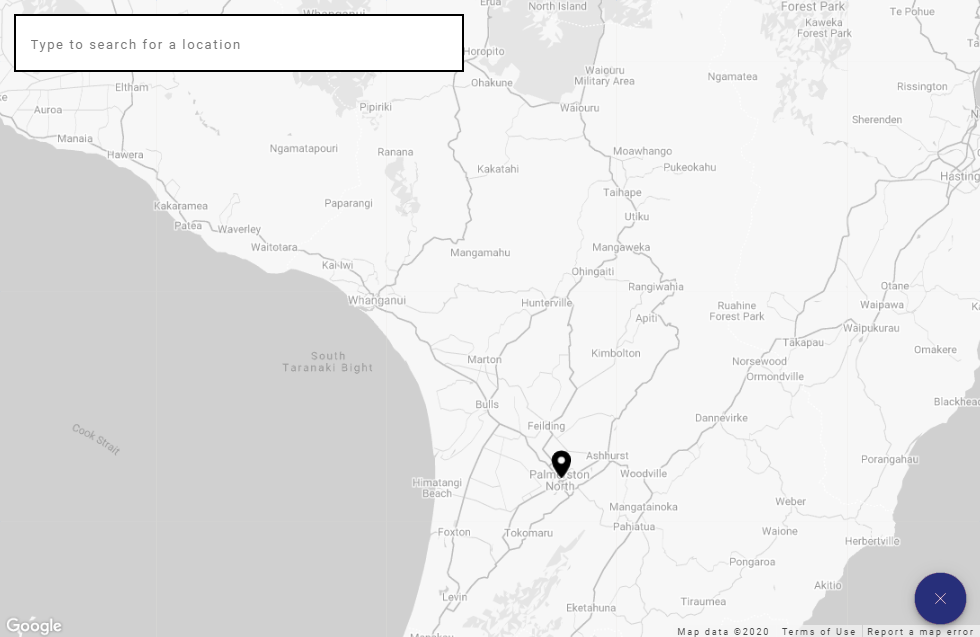 Whanganui
Erua
North Island
Forest Park
Te Pohue
Kaweka
Forest Park
Type to search for a location
Horopito
Waiouru
Military Area
Ngamatea
Eltham
Ohakune
Rissington
Auroa
Pipiriki
Waiouru
Sherenden
Manaia
Hawera
Ngamatapouri
Ranana
Moawhango
Pukeokahu
Kakatahi
Hasting
Kakaramea
Paparangi
Taihape
Utiku
Patea
Waverley
Waitotara
Mangamahu
Mangaweka
Kai-Iwi
Ohingaiti
Rangiwahia
Otane
Whanganui
Hunterville
Ruahine
Forest Park
Waipawa
Apiti
Waipukurau
Takapau
South
Taranaki Bight
Marton
Kimbolton
Norsewood
Omakere
Ormondville
Bulls
Blackhea
Feilding
Dannevirke
Cook Strait
Ashhurst
Porangahau
Palmerston
North
Woodville
Himatangi
Beach
Mangatainoka
Weber
Foxton
Tokomaru
Pahiatua
Waione
Herbertville
Pongaroa
Akitio
Levin
Eketahuna
Tiraumea
Google
Map data ©2020 Terms of Use Report a map error